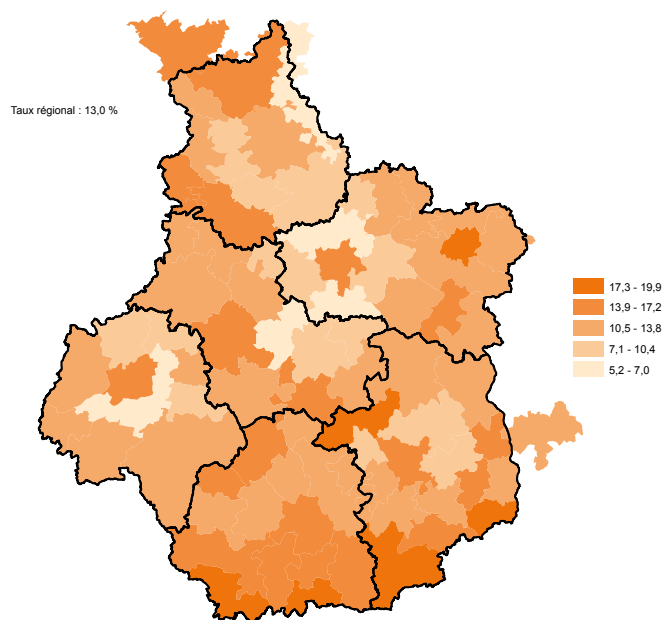 Taux régional : 13,0 %
17,3 - 19,9
13,9 - 17,2
10,5 - 13,8
7,1 - 10,4
5,2 - 7,0